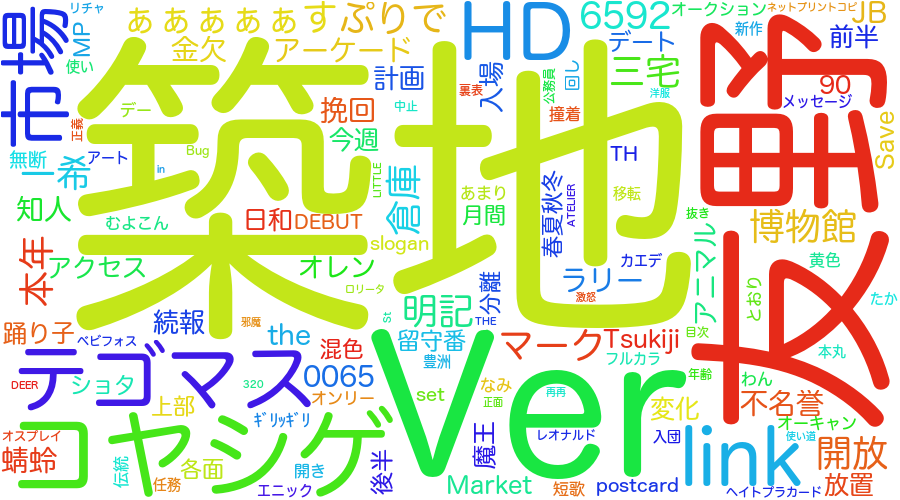 ぁぁぁぁぁす
ぷりで
HD
6592
オークション
リチャ
ネットプリントコピ
JB
MP
市場
使い
金欠
アーケード
計画
入場
裏表
公務員
回し
デート
三宅
洋服
新作
前半
90
メッセージ
友野
築地
デー
挽回
今週
中止
撞着
正義
無断
一希
アート
Bug
in
LITTLE
倉庫
あまり
月間
TH
移転
春夏秋冬
ATELIER
Save
知人
むよこん
日和
DEBUT
slogan
抜き
博物館
本年
アクセス
オレン
ロリータ
分離
ラリー
カエデ
アニマル
黄色
とおり
たか
激怒
踊り子
ベビフォス
続報
邪魔
the
St
明記
THE
留守番
豊洲
混色
マーク
Tsukiji
フルカラ
目次
本丸
年齢
わん
テゴマス
DEER
ショタ
320
0065
オンリー
Ver
set
なみ
正面
再再
変化
不名誉
オーキャン
使い道
コヤシゲ
上部
ｷﾞﾘｯｷﾞﾘ
オスプレイ
蜻蛉
伝統
任務
各面
開き
エニック
後半
Market
魔王
レオナルド
短歌
postcard
入団
link
開放
放置
ヘイトプラカード